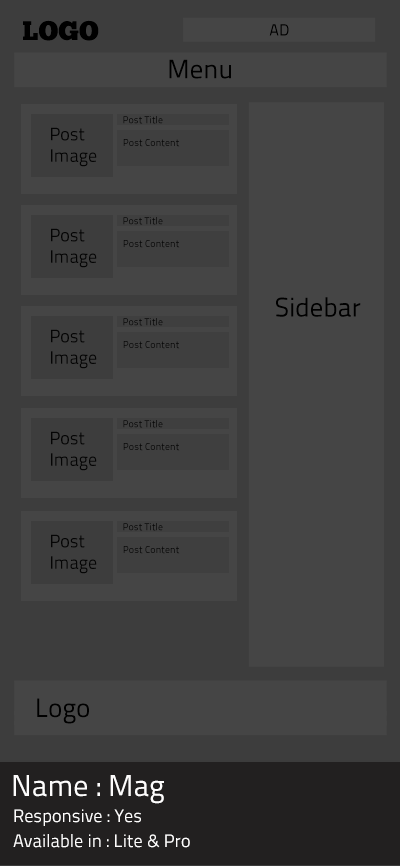 LOGO
AD
Menu
Post
Image
Post Title
Post Content
Post
Image
Post Title
Post Content
Post
Image
Post Title
Post Content
Post
Image
Post Title
Post Content
Post
Image
Post Title
Post Content
Sidebar
Logo
Name : Mag
Responsive : Yes
Available in : Lite & Pro